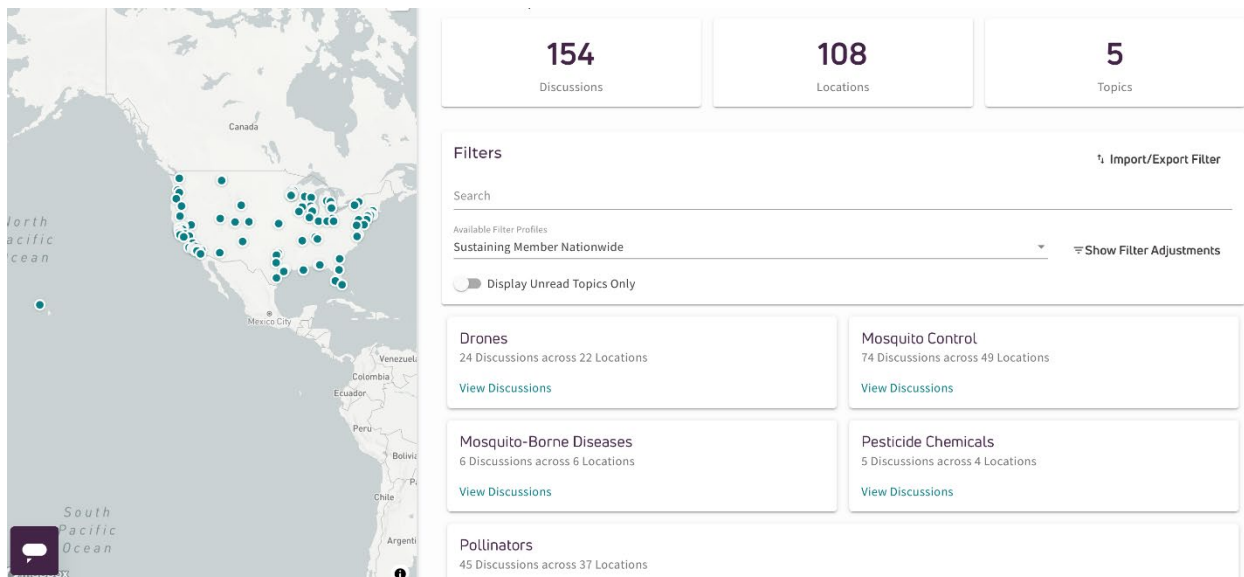 154
Discussions
108
Locations
5
Topics
Filters
Import/Export Filter
Search
Available Filter Profiles
Sustaining Member Nationwide
Show Filter Adjustments
Display Unread Topics Only
Drones
24 Discussions across 22 Locations
View Discussions
Mosquito Control
74 Discussions across 49 Locations
View Discussions
Mosquito-Borne Diseases
6 Discussions across 6 Locations
View Discussions
Pesticide Chemicals
5 Discussions across 4 Locations
View Discussions
Pollinators
45 Discussions across 37 Locations
Canada
North
Pacific
Ocean
Mexico City
Venezuela
Colombia
Ecuador
Peru
Bolivia
Chile
Argenti
South
Pacific
Ocean